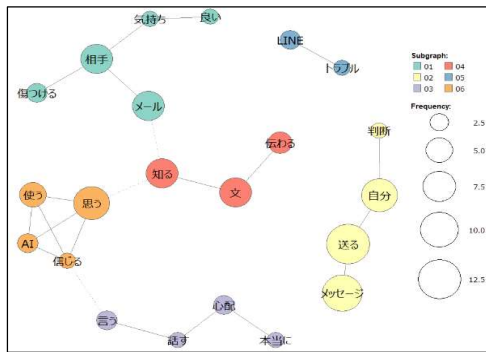 気持ち
良い
相手
傷つける
メール
LINE
トラブル
Subgraph:
01 04
02 05
03 06
Frequency:
2.5
5.0
7.5
10.0
12.5
判断
自分
送る
メッセージ
伝わる
知る
文
使う
思う
AI
信じる
言う
話す
心配
本当に